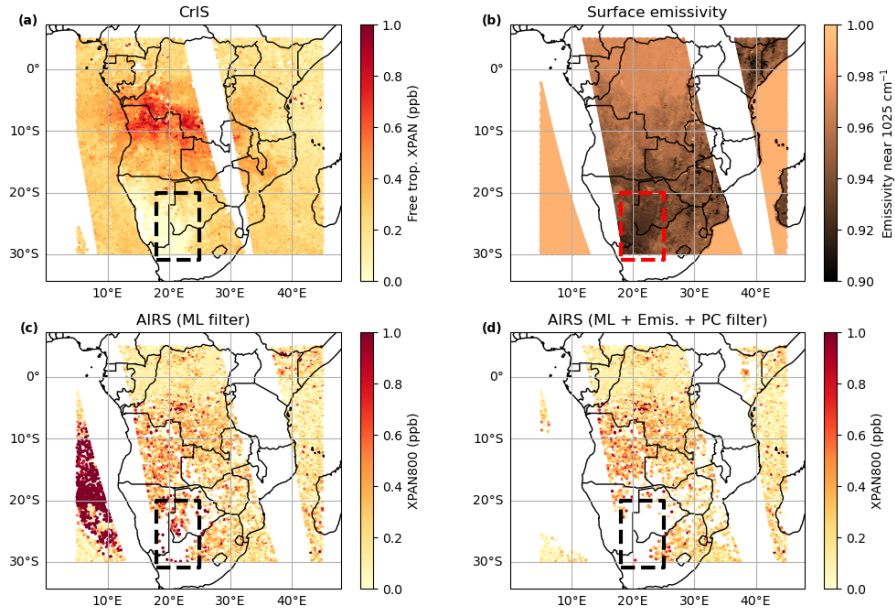 (a)
CrIS
1.0
0.8
0.6
0.4
0.2
0.0
Free trop. XPAN (ppb)
0°
10°S
20°S
30°S
10°E
20°E
30°E
40°E
(b)
Surface emissivity
1.00
0.98
0.96
0.94
0.92
0.90
Emissivity near 1025 cm⁻¹
0°
10°S
20°S
30°S
10°E
20°E
30°E
40°E
(c)
AIRS (ML filter)
1.0
0.8
0.6
0.4
0.2
0.0
XPAN800 (ppb)
0°
10°S
20°S
30°S
10°E
20°E
30°E
40°E
(d)
AIRS (ML + Emis. + PC filter)
1.0
0.8
0.6
0.4
0.2
0.0
XPAN800 (ppb)
0°
10°S
20°S
30°S
10°E
20°E
30°E
40°E